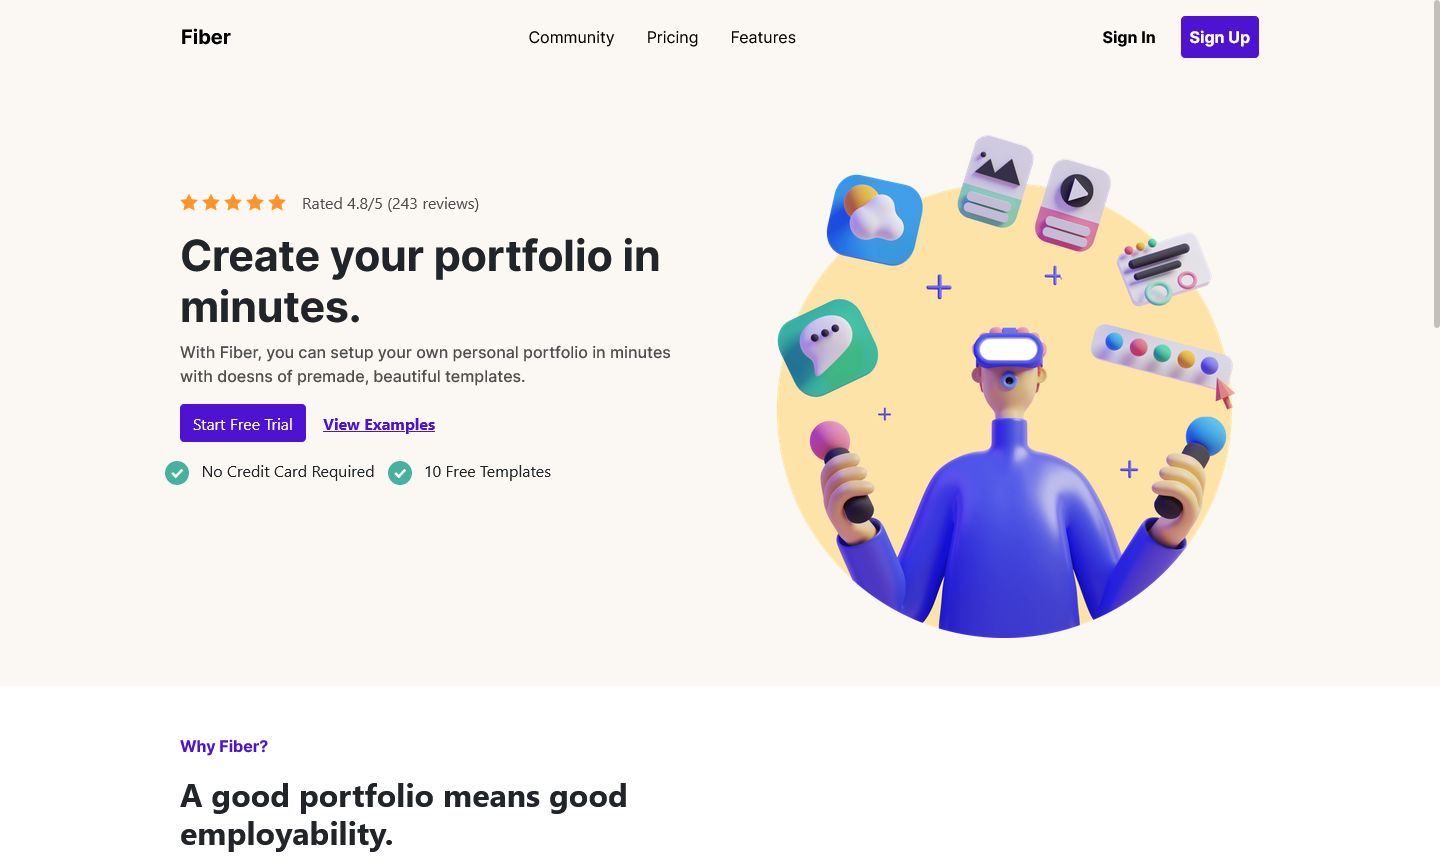 Fiber
Community Pricing Features
Sign In Sign Up
Rated 4.8/5 (243 reviews)
Create your portfolio in
minutes.
With Fiber, you can setup your own personal portfolio in minutes
with doesns of premade, beautiful templates.
Start Free Trial View Examples
No Credit Card Required 10 Free Templates
Why Fiber?
A good portfolio means good
employability.